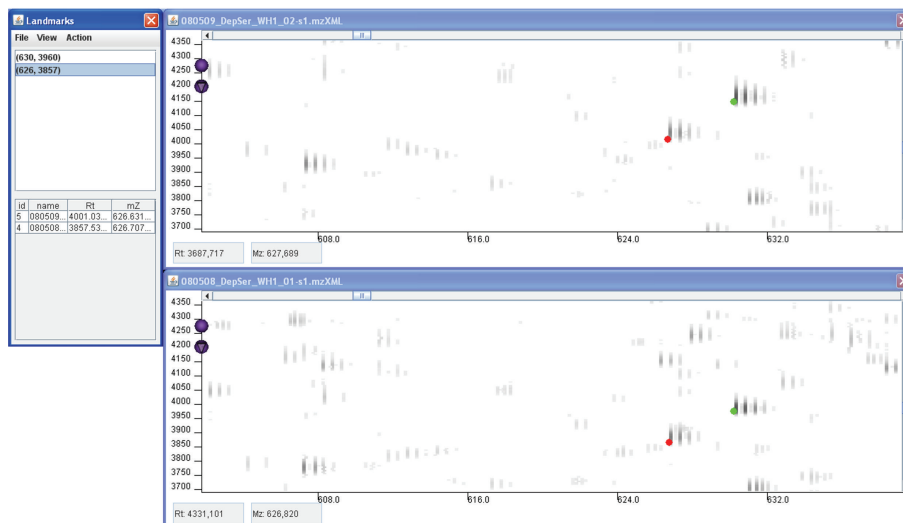 Landmarks
File View Action
(630, 3960)
(626, 3857)
id name Rt mZ
5 080509... 4001.03... 626.631...
4 080508... 3857.53... 626.707...
080509_DepSer_WH1_02-s1.mzXML
4350
4300
4250
4200
4150
4100
4050
4000
3950
3900
3850
3800
3750
3700
608.0 616.0 624.0 632.0
Rt: 3687,717 Mz: 627,689
080508_DepSer_WH1_01-s1.mzXML
4350
4300
4250
4200
4150
4100
4050
4000
3950
3900
3850
3800
3750
3700
608.0 616.0 624.0 632.0
Rt: 4331,101 Mz: 626,820